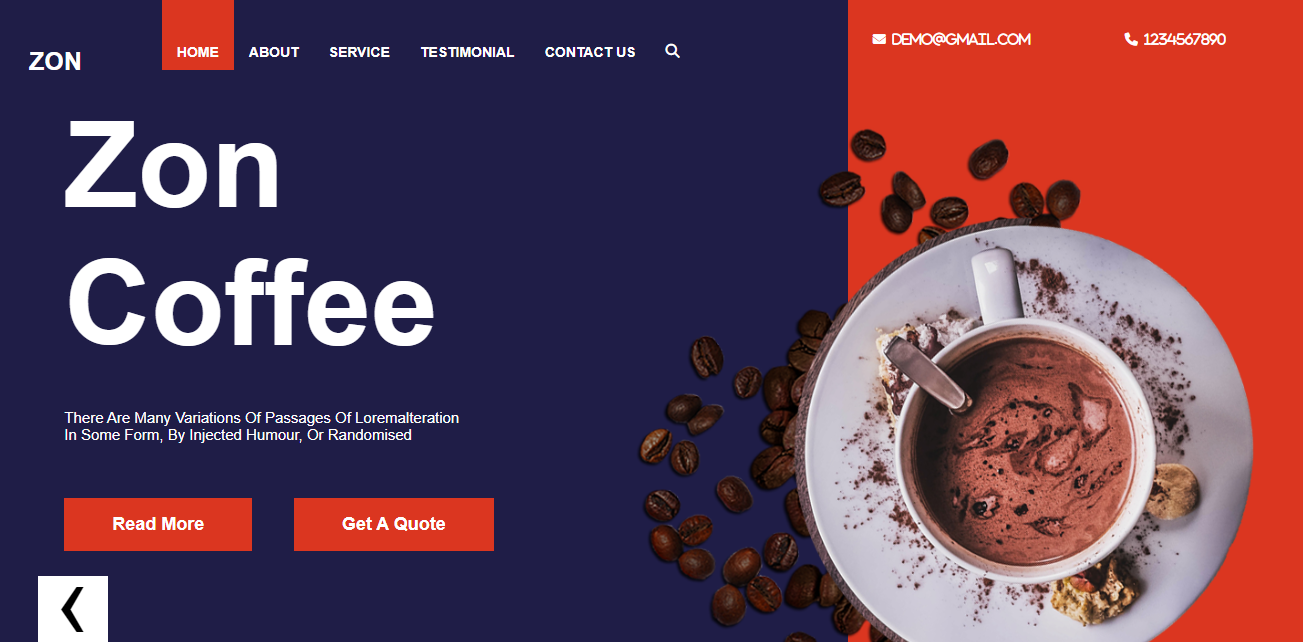 ZON
HOME ABOUT SERVICE TESTIMONIAL CONTACT US
DEMO@GMAIL.COM 1234567890
Zon
Coffee
There Are Many Variations Of Passages Of Loremalteration
In Some Form, By Injected Humour, Or Randomised
Read More Get A Quote